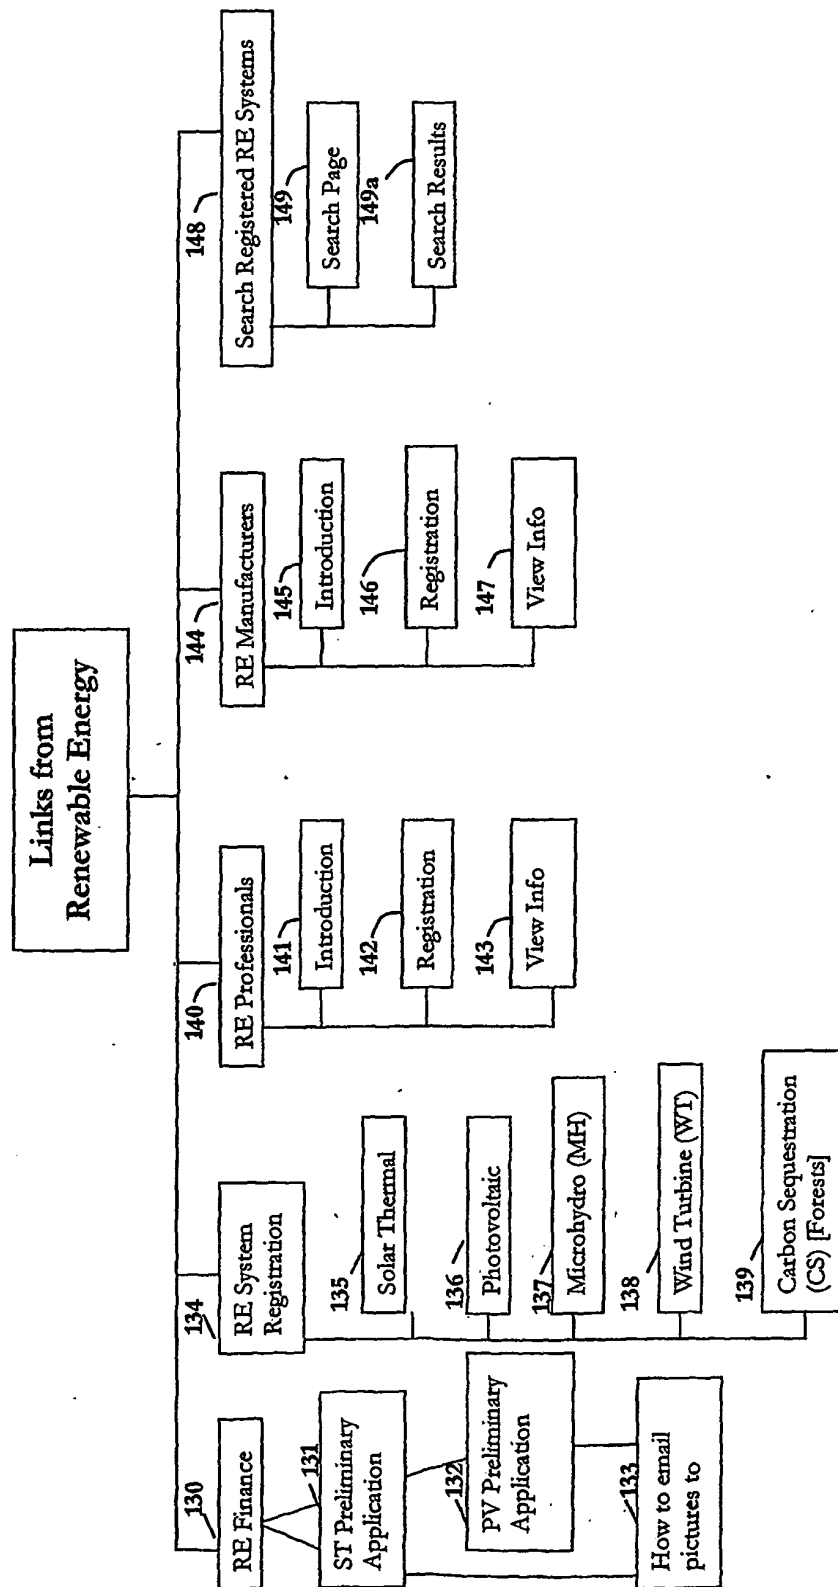 Links from
Renewable Energy
130
RE Finance
131
ST Preliminary
Application
132
PV Preliminary
Application
133
How to email
pictures to
134
RE System
Registration
135
Solar Thermal
136
Photovoltaic
137
Microhydro (MH)
138
Wind Turbine (WT)
139
Carbon Sequestration
(CS) [Forests]
140
RE Professionals
141
Introduction
142
Registration
143
View Info
144
RE Manufacturers
145
Introduction
146
Registration
147
View Info
148
Search Registered RE Systems
149
Search Page
149a
Search Results